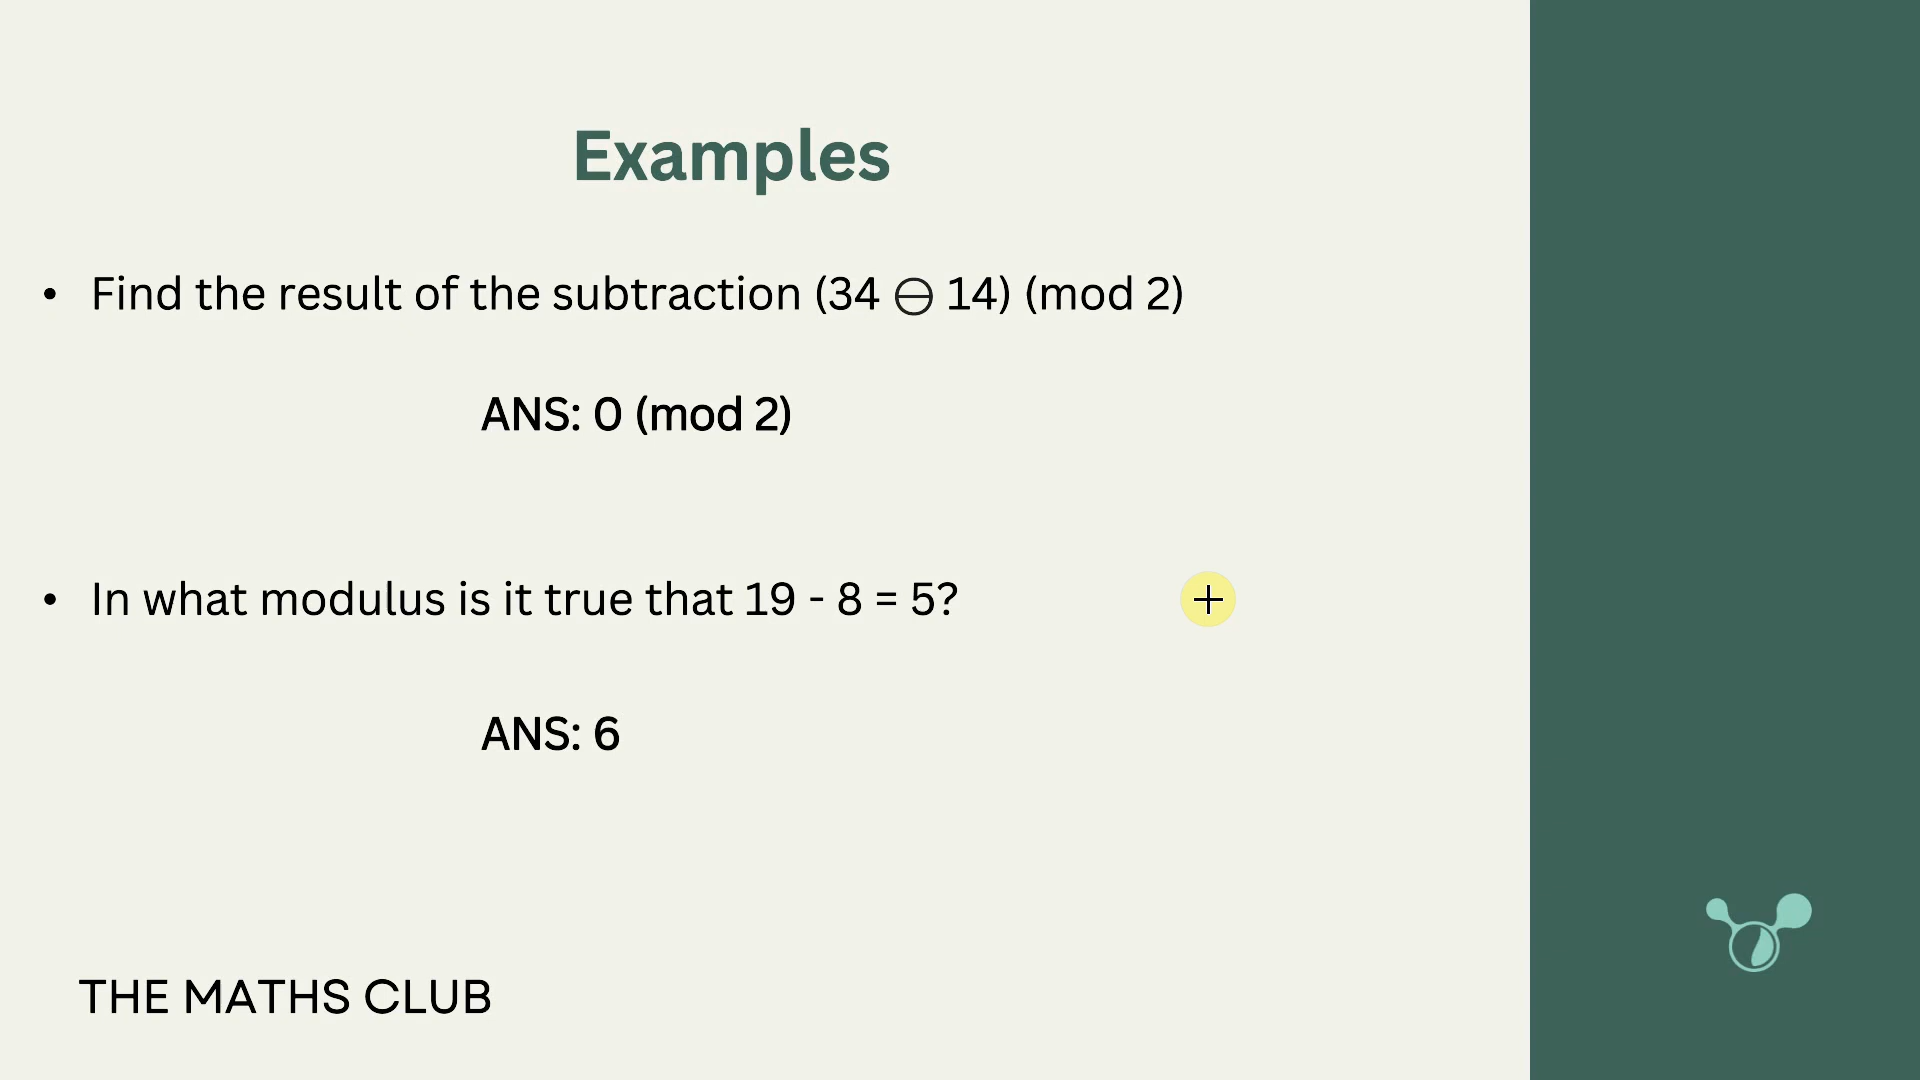 Examples
• Find the result of the subtraction (34 ⊖ 14) (mod 2)
ANS: 0 (mod 2)
• In what modulus is it true that 19 - 8 = 5?
ANS: 6
THE MATHS CLUB